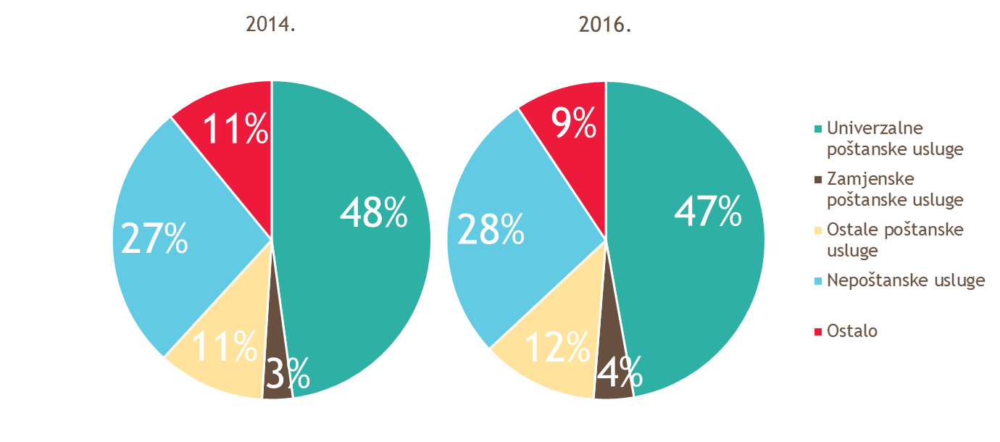 2014.
2016.
11%
48%
27%
11%
3%
9%
47%
28%
12%
4%
Univerzalne
poštanske usluge
Zamjenske
poštanske usluge
Ostale poštanske
usluge
Nepoštanske usluge
Ostalo